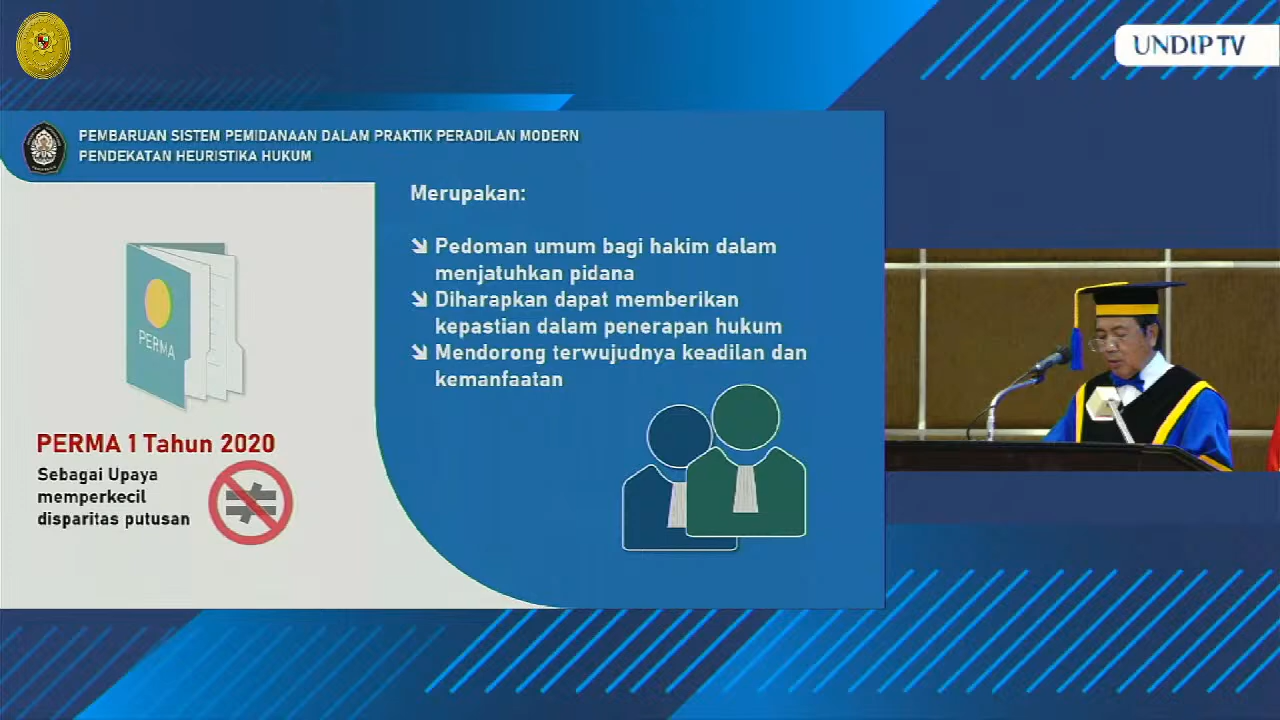 UNDIP TV
PEMBARUAN SISTEM PEMIDANAAN DALAM PRAKTIK PERADILAN MODERN
PENDEKATAN HEURISTIKA HUKUM
PERMA
PERMA 1 Tahun 2020
Sebagai Upaya
memperkecil
disparitas putusan
Merupakan:
Pedoman umum bagi hakim dalam
menjatuhkan pidana
Diharapkan dapat memberikan
kepastian dalam penerapan hukum
Mendorong terwujudnya keadilan dan
kemanfaatan